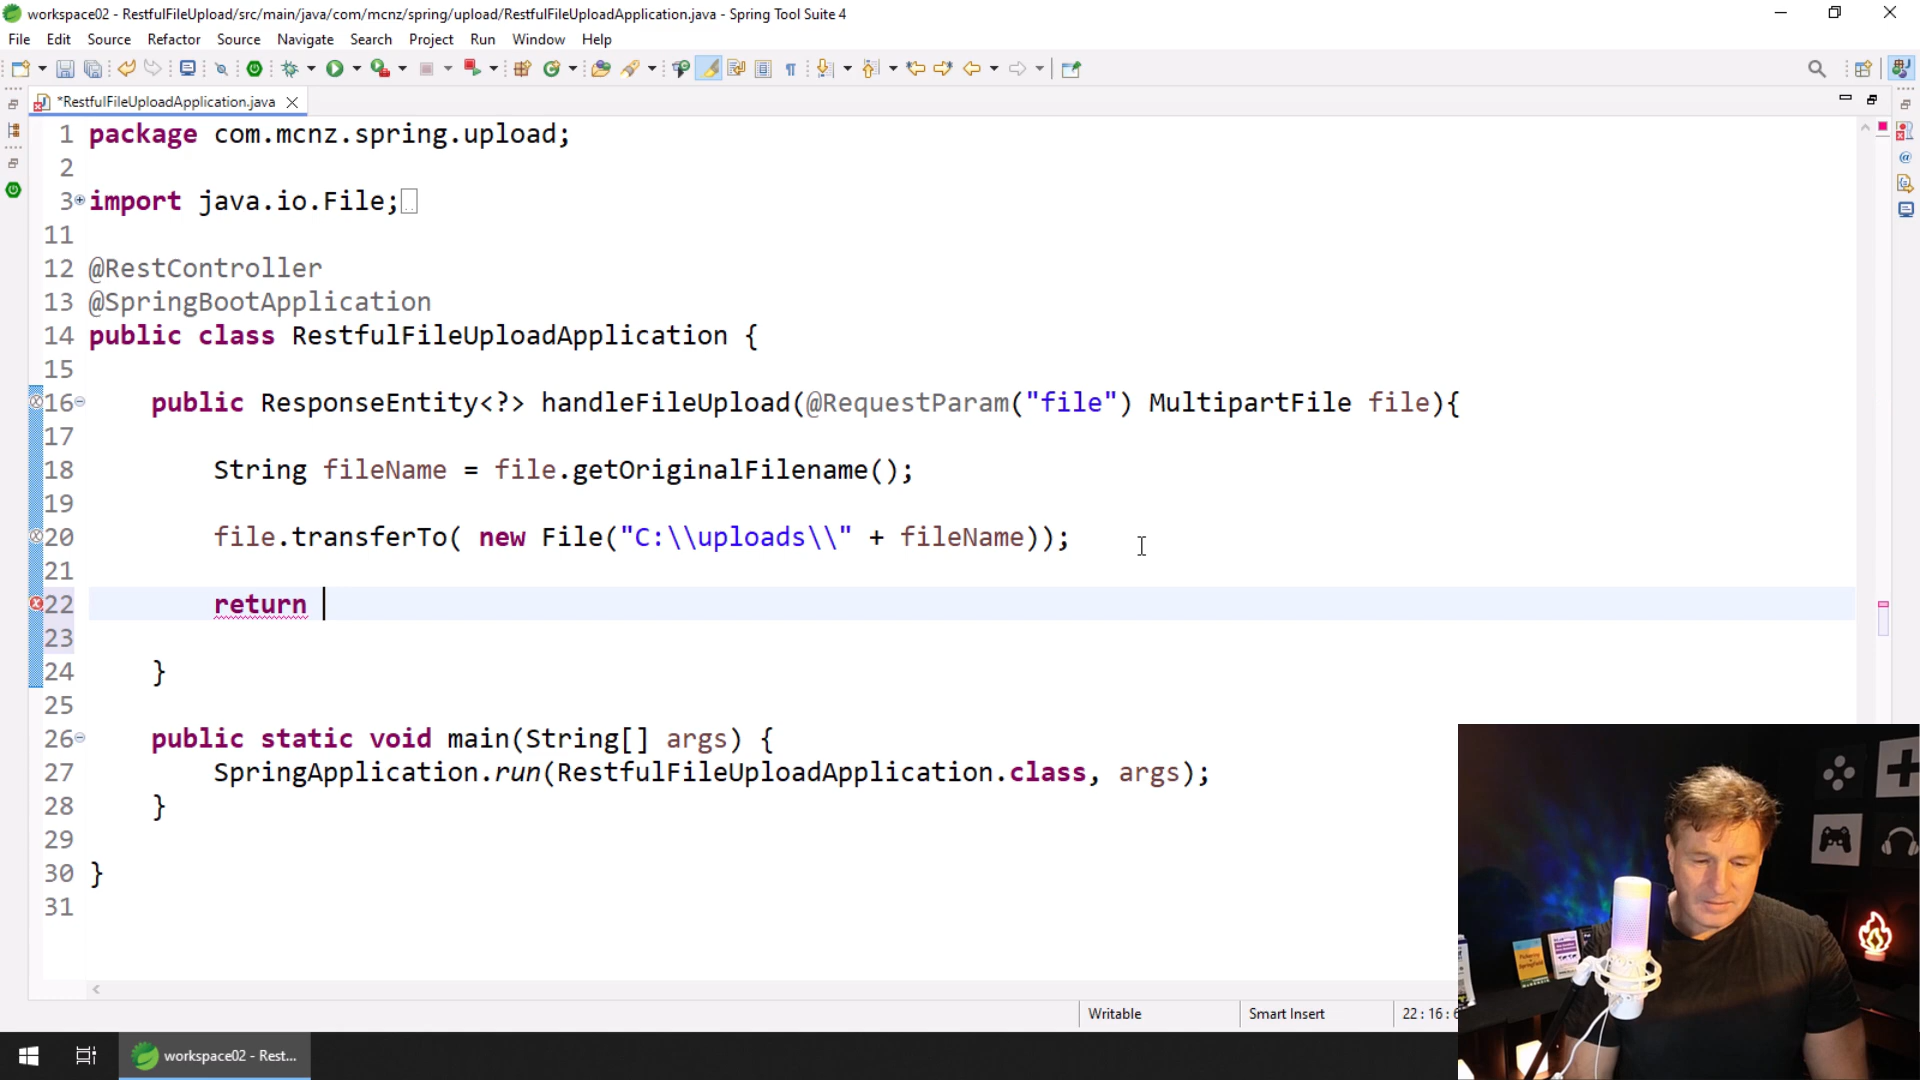 workspace02 - RestfulFileUpload/src/main/java/com/mcnz/spring/upload/RestfulFileUploadApplication.java - Spring Tool Suite 4
File Edit Source Refactor Source Navigate Search Project Run Window Help
*RestfulFileUploadApplication.java
1 package com.mcnz.spring.upload;
2
3 import java.io.File;
11
12 @RestController
13 @SpringBootApplication
14 public class RestfulFileUploadApplication {
15
16 public ResponseEntity<?> handleFileUpload(@RequestParam("file") MultipartFile file){
17
18 String fileName = file.getOriginalFilename();
19
20 file.transferTo( new File("C:\\uploads\\" + fileName));
21
22 return
23
24 }
25
26 public static void main(String[] args) {
27 SpringApplication.run(RestfulFileUploadApplication.class, args);
28 }
29
30 }
31
Writable Smart Insert 22 : 16 :
workspace02 - Rest...